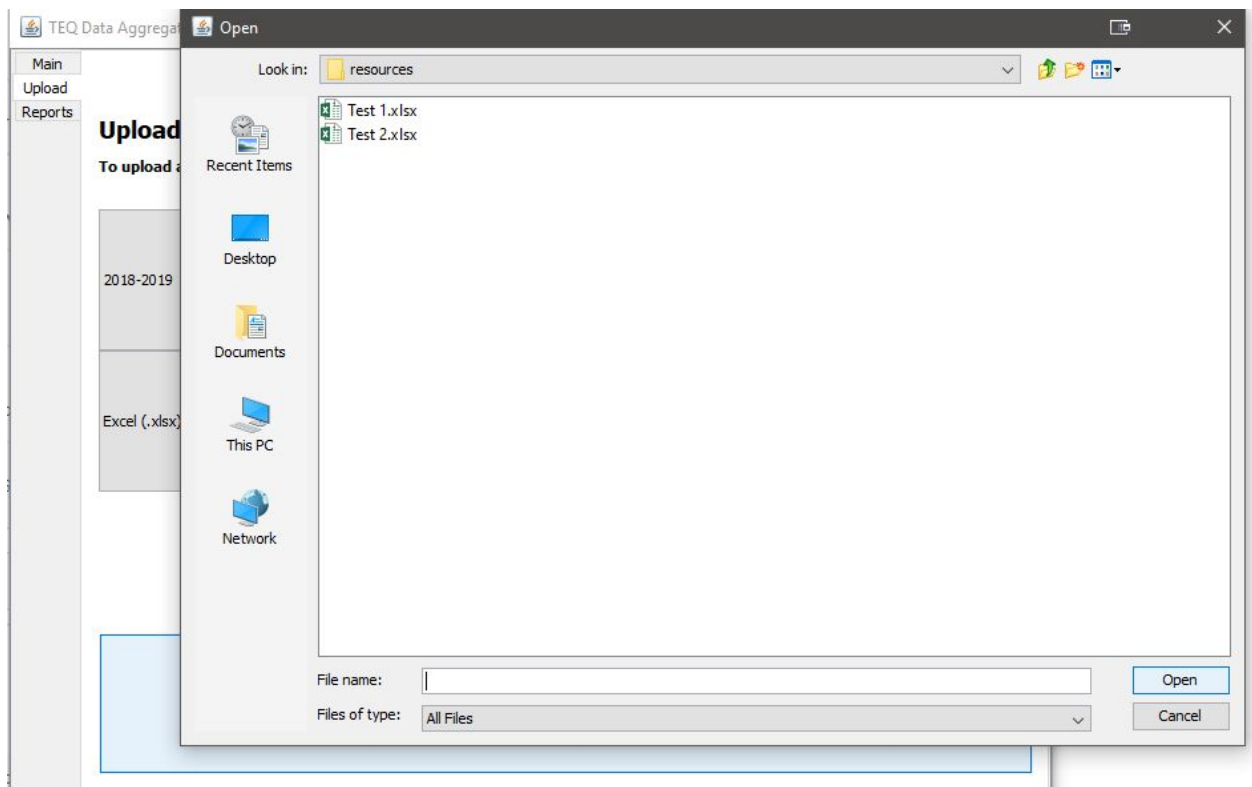 TEQ Data Aggregat
Open
Main
Upload
Reports
Look in:
resources
Upload
To upload a
2018-2019
Excel (.xlsx)
Recent Items
Desktop
Documents
This PC
Network
Test 1.xlsx
Test 2.xlsx
File name:
Open
Files of type:
All Files
Cancel